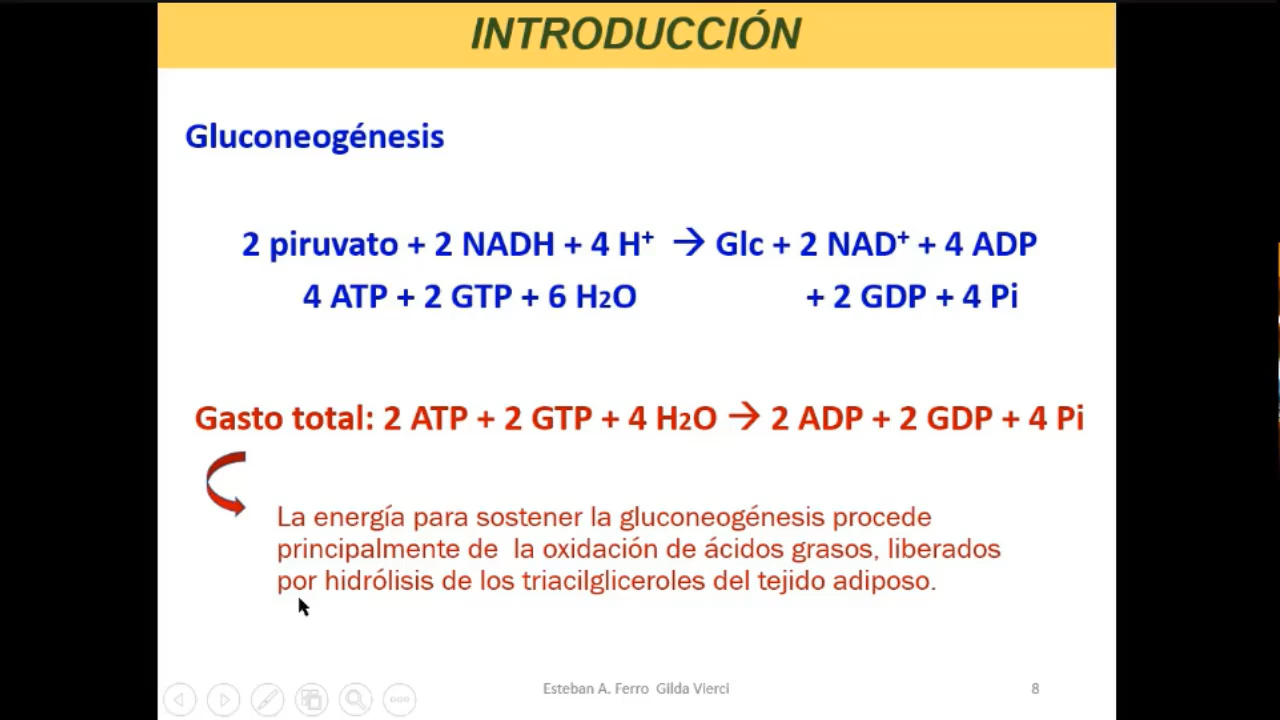 INTRODUCCIÓN
Gluconeogénesis
2 piruvato + 2 NADH + 4 H⁺ → Glc + 2 NAD⁺ + 4 ADP
4 ATP + 2 GTP + 6 H₂O + 2 GDP + 4 Pi
Gasto total: 2 ATP + 2 GTP + 4 H₂O → 2 ADP + 2 GDP + 4 Pi
La energía para sostener la gluconeogénesis procede
principalmente de la oxidación de ácidos grasos, liberados
por hidrólisis de los triacilgliceroles del tejido adiposo.
Esteban A. Ferro Gilda Vierci
8